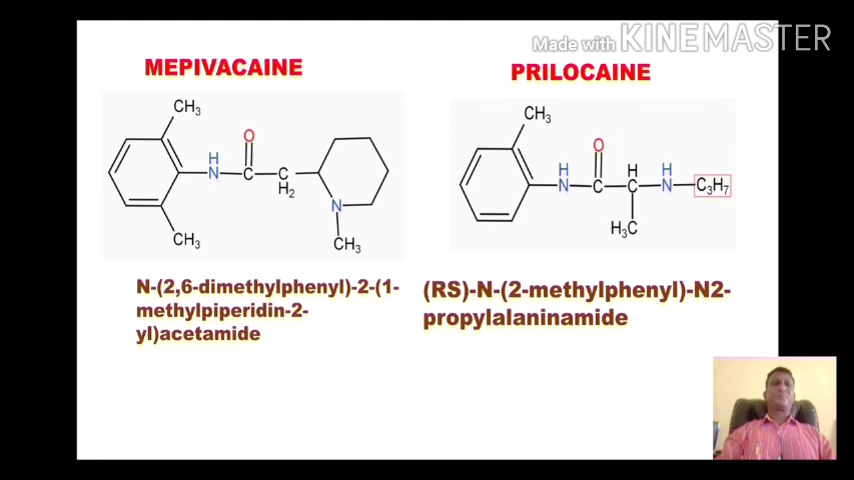 Made with KINEMASTER
MEPIVACAINE
CH3
O
H
N
C
C
H2
N
CH3
CH3
N-(2,6-dimethylphenyl)-2-(1-
methylpiperidin-2-
yl)acetamide
PRILOCAINE
CH3
O
H
N
C
H
C
H
N
C3H7
H3C
(RS)-N-(2-methylphenyl)-N2-
propylalaninamide